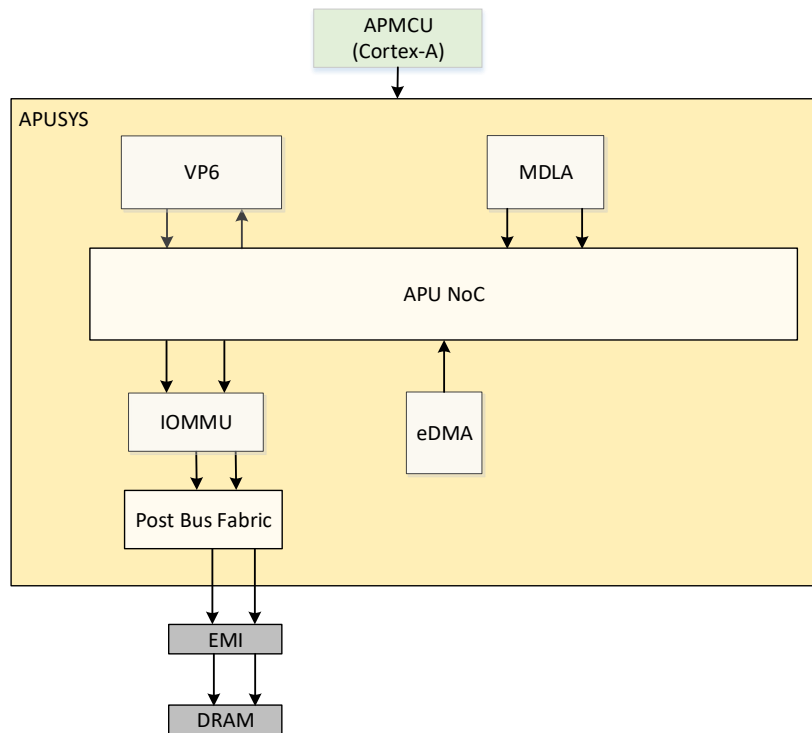 APMCU
(Cortex-A)
APUSYS
VP6
MDLA
APU NoC
IOMMU
eDMA
Post Bus Fabric
EMI
DRAM